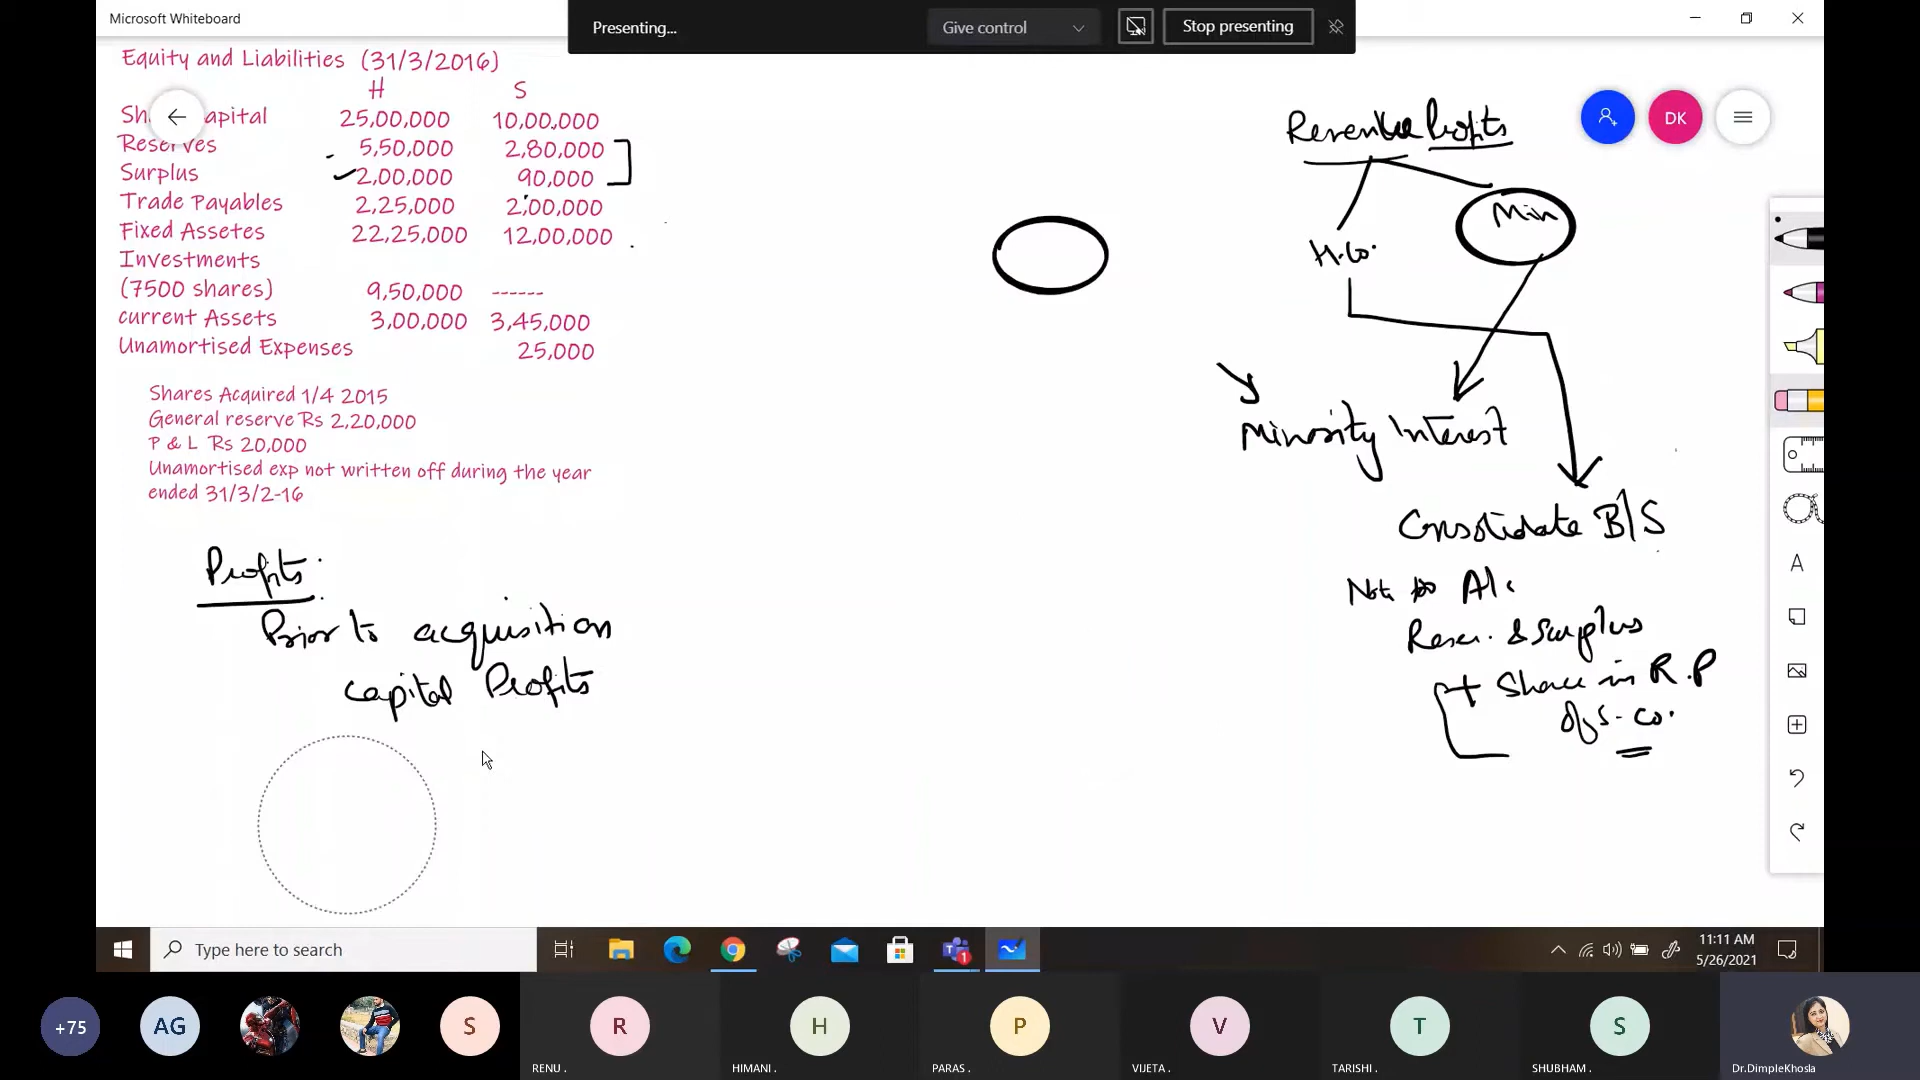 Microsoft Whiteboard
Presenting...
Give control
Stop presenting
Equity and Liabilities (31/3/2016)
H S
Sh apital 25,00,000 10,00,000
Reserves 5,50,000 2,80,000
Surplus 2,00,000 90,000
Trade Payables 2,25,000 2,00,000
Fixed Assetes 22,25,000 12,00,000
Investments
(7500 shares) 9,50,000 ------
current Assets 3,00,000 3,45,000
Unamortised Expenses 25,000
Shares Acquired 1/4 2015
General reserve Rs 2,20,000
P & L Rs 20,000
Unamortised exp not written off during the year
ended 31/3/2-16
Profits
Prior to acquisition
capital Profits
Revenue Profits
Min
H.Co.
Minority Interest
Consolidate B/S
Note to A/c
Reser. & Surplus
+ Share in R.P
of S. Co.
DK
A
Type here to search
1
11:11 AM
5/26/2021
+75
AG
S
R
H
P
V
T
S
RENU .
HIMANI .
PARAS .
VIJETA .
TARISHI .
SHUBHAM .
Dr.DimpleKhosla